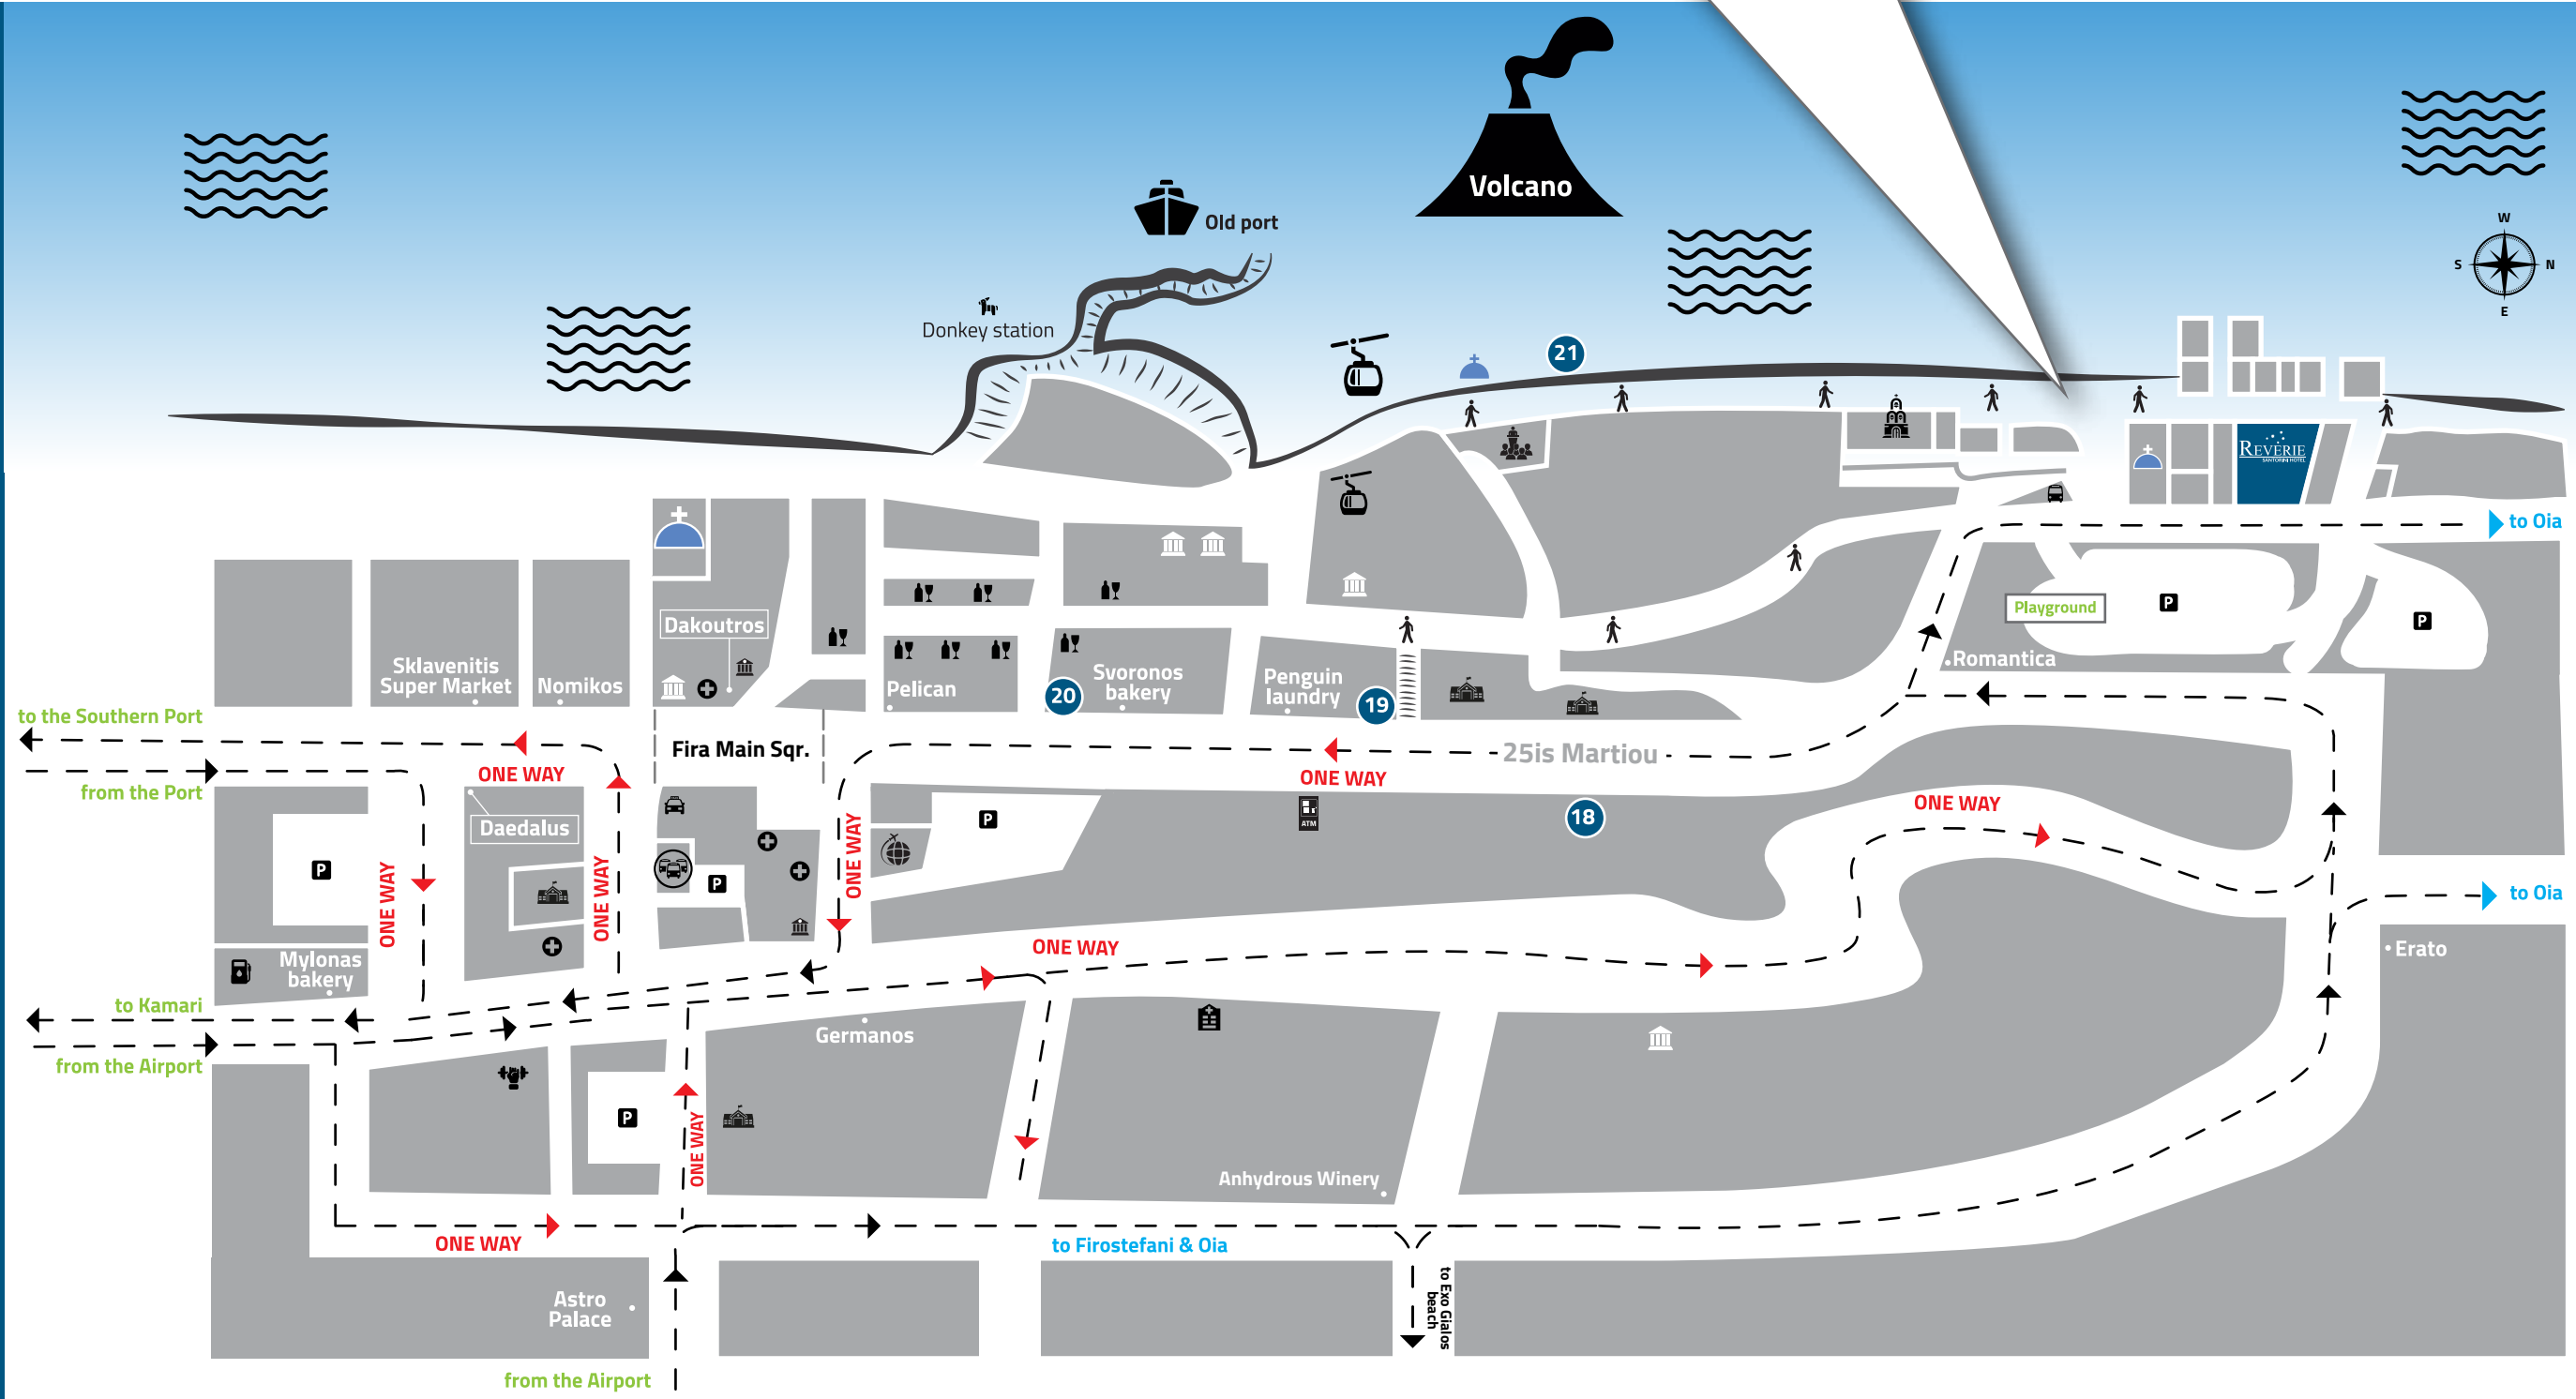 Volcano
Old port
W
S
N
E
Donkey station
21
REVERIE
SANTORINI HOTEL
to Oia
Playground
P
P
Romantica
Dakoutros
Sklavenitis
Super Market
Nomikos
Pelican
20
Svoronos
bakery
Penguin
laundry
19
to the Southern Port
from the Port
ONE WAY
Fira Main Sqr.
25is Martiou
ONE WAY
ATM
18
ONE WAY
P
Daedalus
P
P
ONE WAY
ONE WAY
ONE WAY
to Oia
Erato
Mylonas
bakery
ONE WAY
to Kamari
from the Airport
Germanos
P
ONE WAY
Anhydrous Winery
ONE WAY
to Firostefani & Oia
to Exo Gialos
beach
Astro
Palace
from the Airport